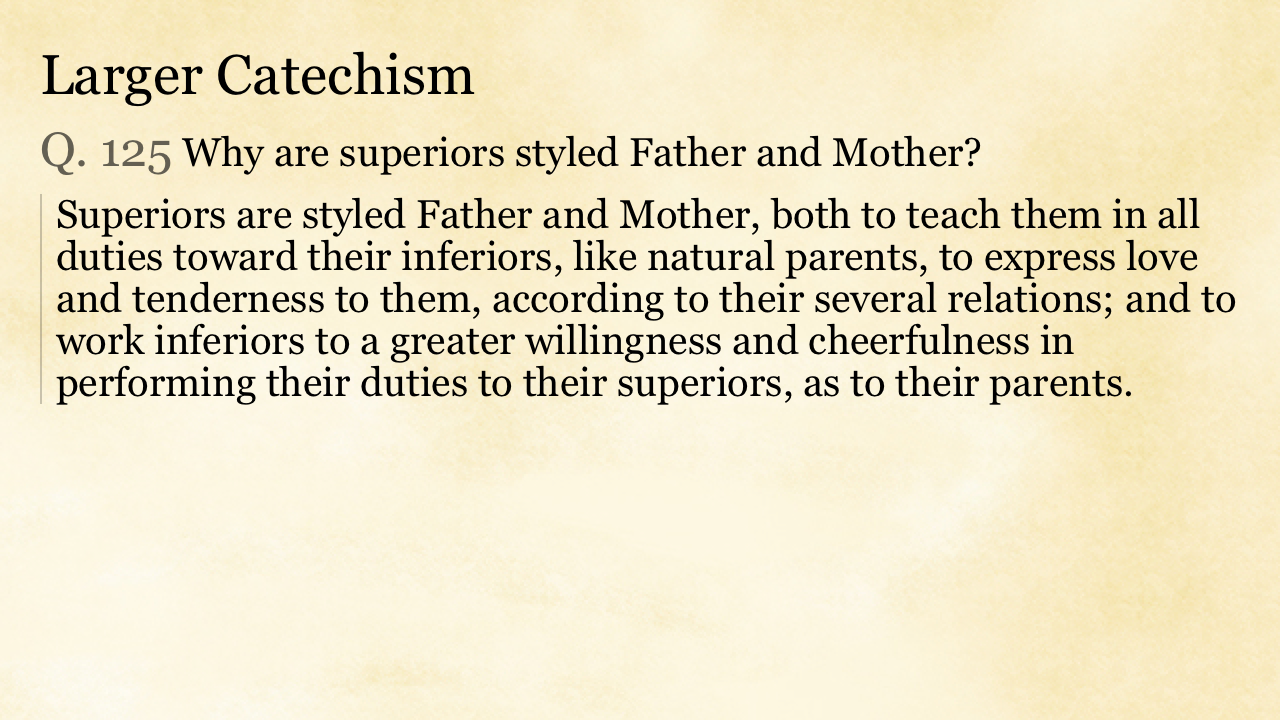 Larger Catechism
Q. 125 Why are superiors styled Father and Mother?
Superiors are styled Father and Mother, both to teach them in all
duties toward their inferiors, like natural parents, to express love
and tenderness to them, according to their several relations; and to
work inferiors to a greater willingness and cheerfulness in
performing their duties to their superiors, as to their parents.